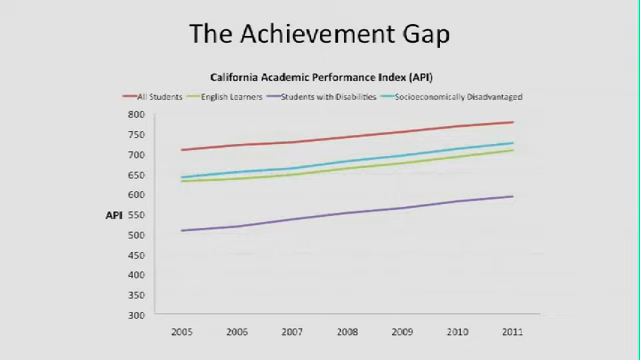 The Achievement Gap
California Academic Performance Index (API)
All Students English Learners Students with Disabilities Socioeconomically Disadvantaged
800
750
700
650
600
API 550
500
450
400
350
300
2005 2006 2007 2008 2009 2010 2011